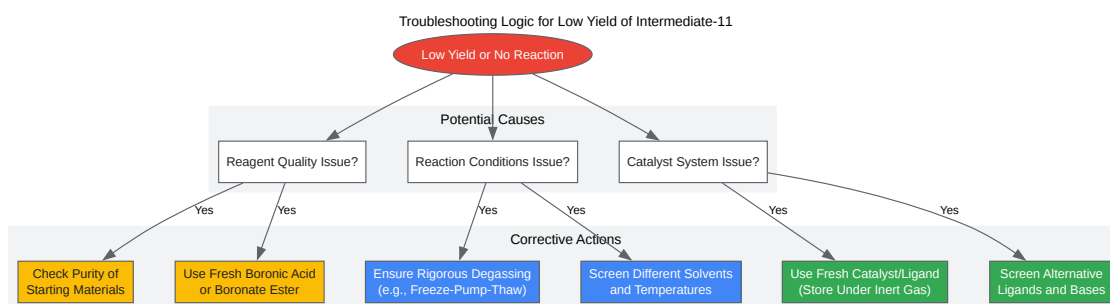 Troubleshooting Logic for Low Yield of Intermediate-11
Low Yield or No Reaction
Potential Causes
Reagent Quality Issue?
Reaction Conditions Issue?
Catalyst System Issue?
Yes
Yes
Yes
Yes
Yes
Yes
Corrective Actions
Check Purity of
Starting Materials
Use Fresh Boronic Acid
or Boronate Ester
Ensure Rigorous Degassing
(e.g., Freeze-Pump-Thaw)
Screen Different Solvents
and Temperatures
Use Fresh Catalyst/Ligand
(Store Under Inert Gas)
Screen Alternative
Ligands and Bases